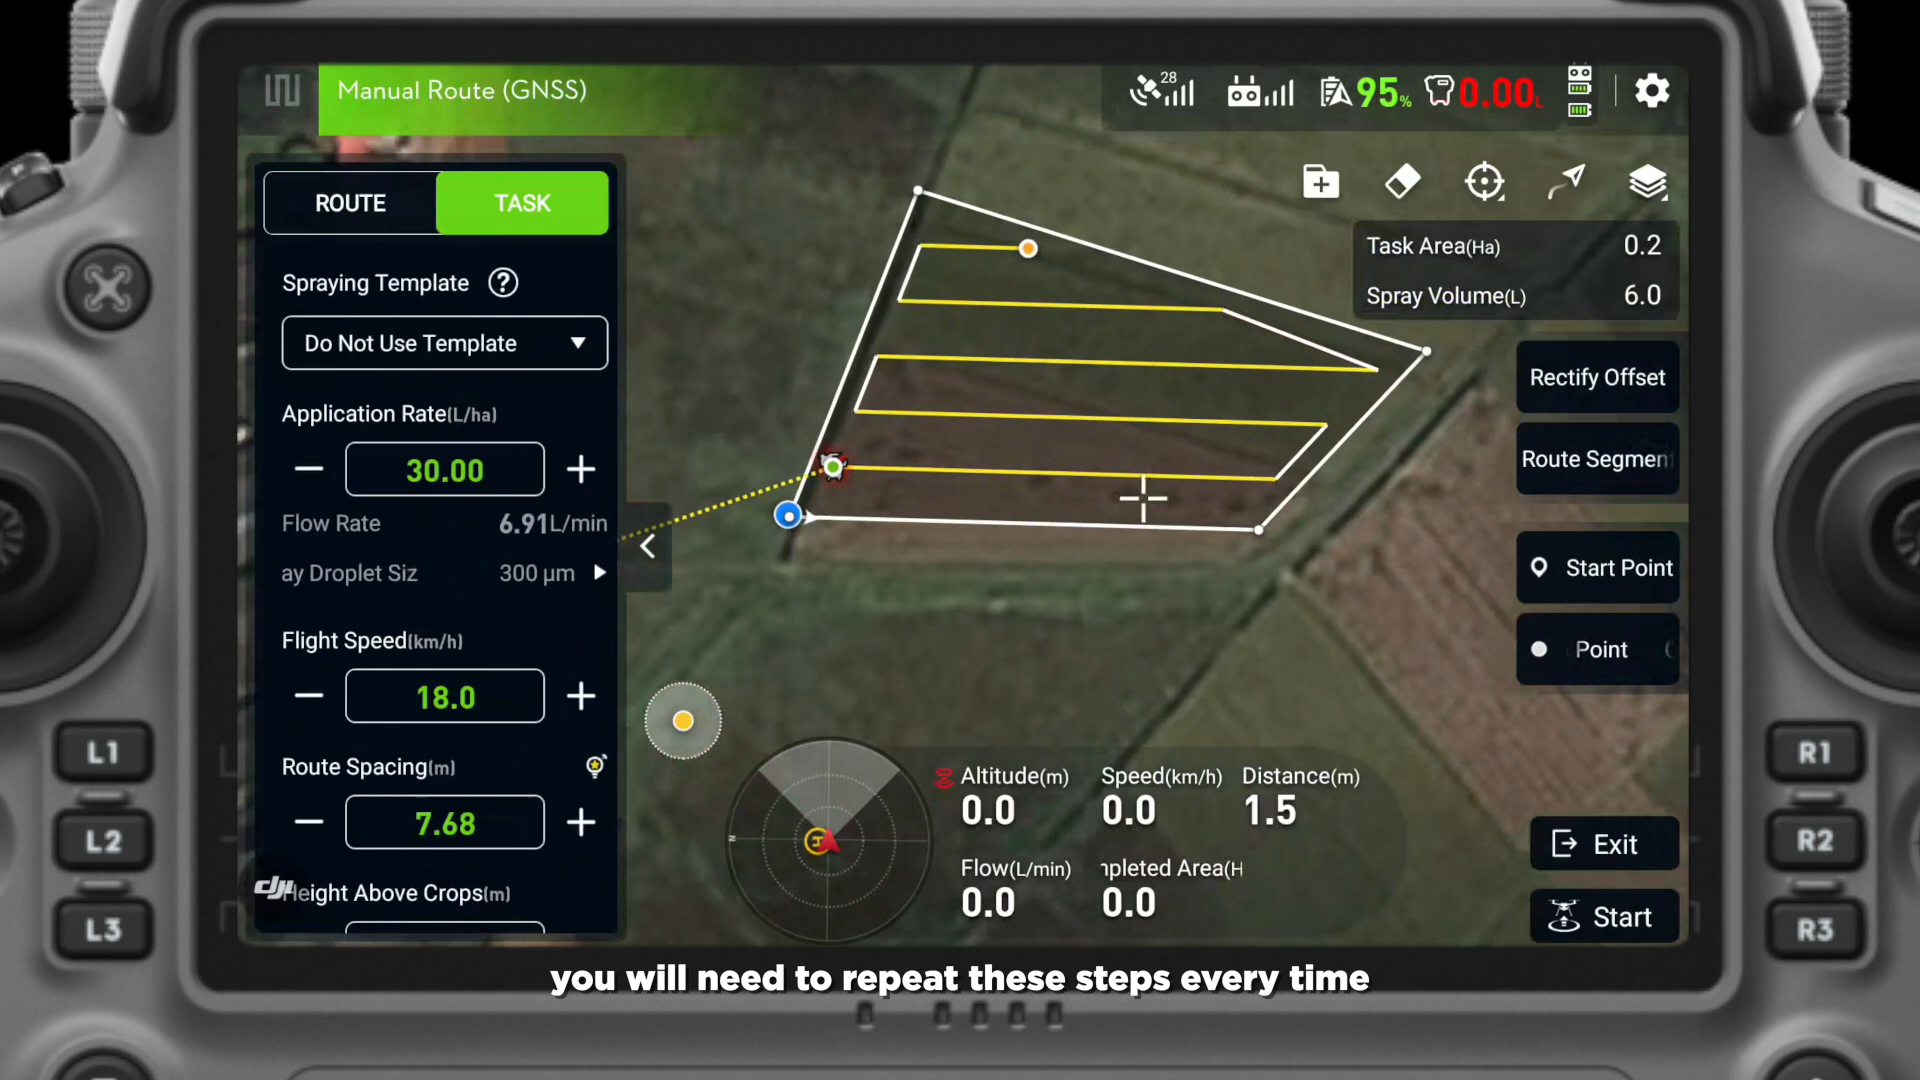 Manual Route (GNSS)
28
95%
0.00L
ROUTE
TASK
Spraying Template ?
Do Not Use Template
Application Rate(L/ha)
30.00
Flow Rate 6.91L/min
ay Droplet Siz 300 μm
Flight Speed(km/h)
18.0
Route Spacing(m)
7.68
Height Above Crops(m)
dji
Task Area(Ha) 0.2
Spray Volume(L) 6.0
Rectify Offset
Route Segmen
Start Point
Point
Exit
Start
Altitude(m) Speed(km/h) Distance(m)
0.0 0.0 1.5
Flow(L/min) pleted Area(H
0.0 0.0
N
L1
L2
L3
R1
R2
R3
you will need to repeat these steps every time